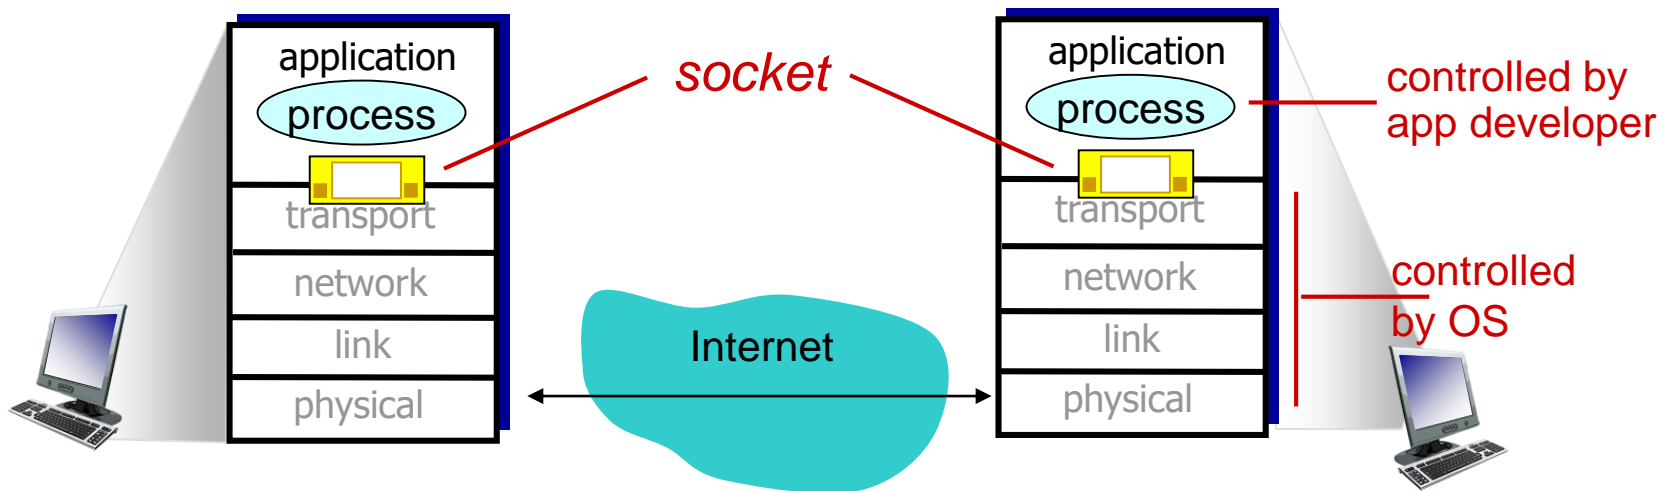 application
process
transport
network
link
physical
socket
Internet
application
process
transport
network
link
physical
controlled by
app developer
controlled
by OS